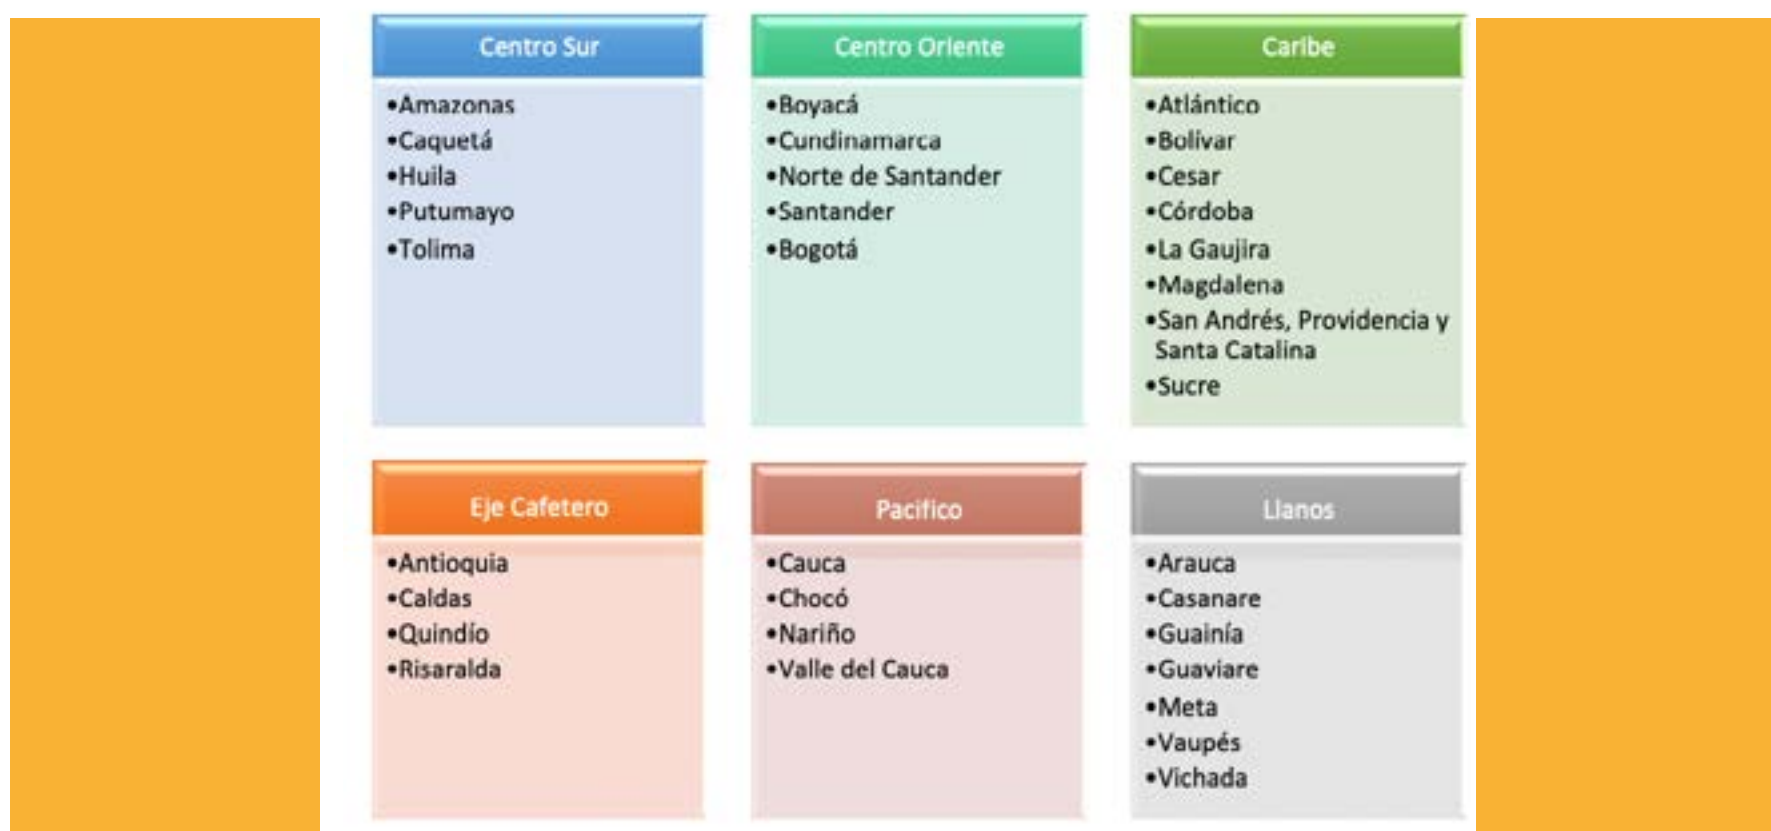 Centro Sur
•Amazonas
•Caquetá
•Huila
•Putumayo
•Tolima
Centro Oriente
•Boyacá
•Cundinamarca
•Norte de Santander
•Santander
•Bogotá
Caribe
•Atlántico
•Bolívar
•Cesar
•Córdoba
•La Gaujira
•Magdalena
•San Andrés, Providencia y
Santa Catalina
•Sucre
Eje Cafetero
•Antioquia
•Caldas
•Quindío
•Risaralda
Pacifico
•Cauca
•Chocó
•Nariño
•Valle del Cauca
Llanos
•Arauca
•Casanare
•Guainía
•Guaviare
•Meta
•Vaupés
•Vichada